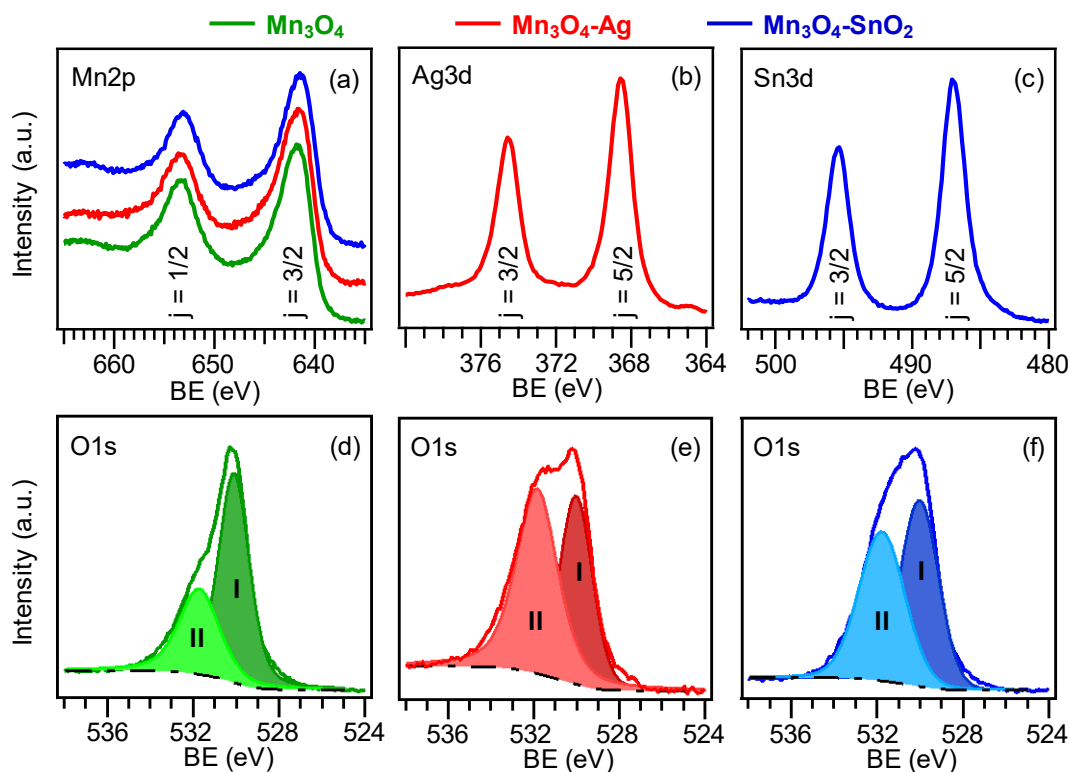 Mn₃O₄ Mn₃O₄-Ag Mn₃O₄-SnO₂
Intensity (a.u.)
Mn2p (a)
j = 1/2
j = 3/2
660 650 640
BE (eV)
Ag3d (b)
j = 3/2
j = 5/2
376 372 368 364
BE (eV)
Sn3d (c)
j = 3/2
j = 5/2
502 491 480
BE (eV)
Intensity (a.u.)
O1s (d)
I
II
536 532 528 524
BE (eV)
O1s (e)
I
II
536 532 528 524
BE (eV)
O1s (f)
I
II
536 532 528 524
BE (eV)